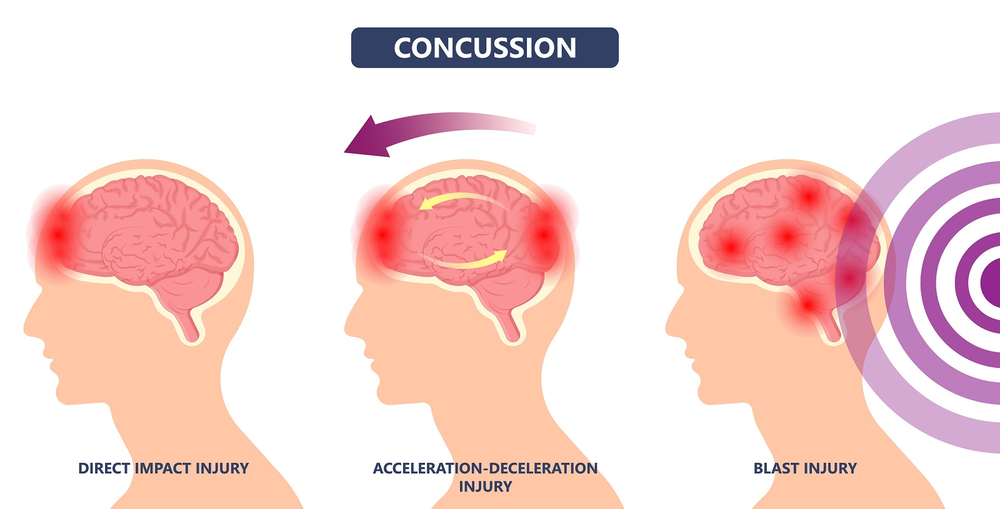 CONCUSSION
DIRECT IMPACT INJURY
ACCELERATION-DECELERATION
INJURY
BLAST INJURY